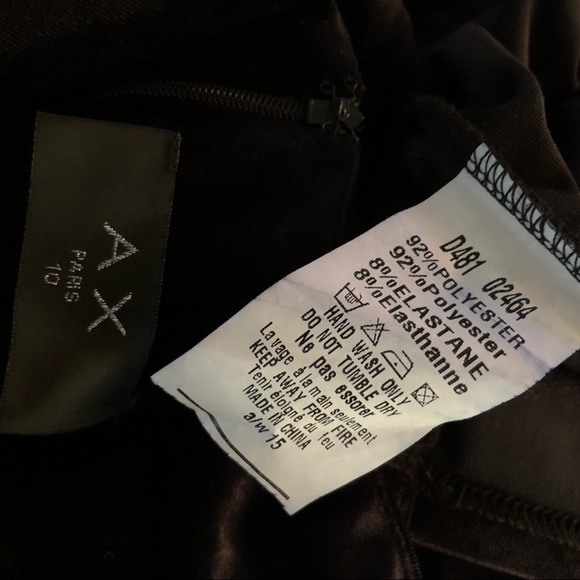 AX
PARIS
10
D481 02464
92%POLYESTER
92%Polyester
8%ELASTANE
8%Elasthanne
HAND WASH ONLY
DO NOT TUMBLE DRY
Ne pas essorer
La vage à la main seulement
KEEP AWAY FROM FIRE
Tenir éloigné du feu
MADE IN CHINA
a/w 15